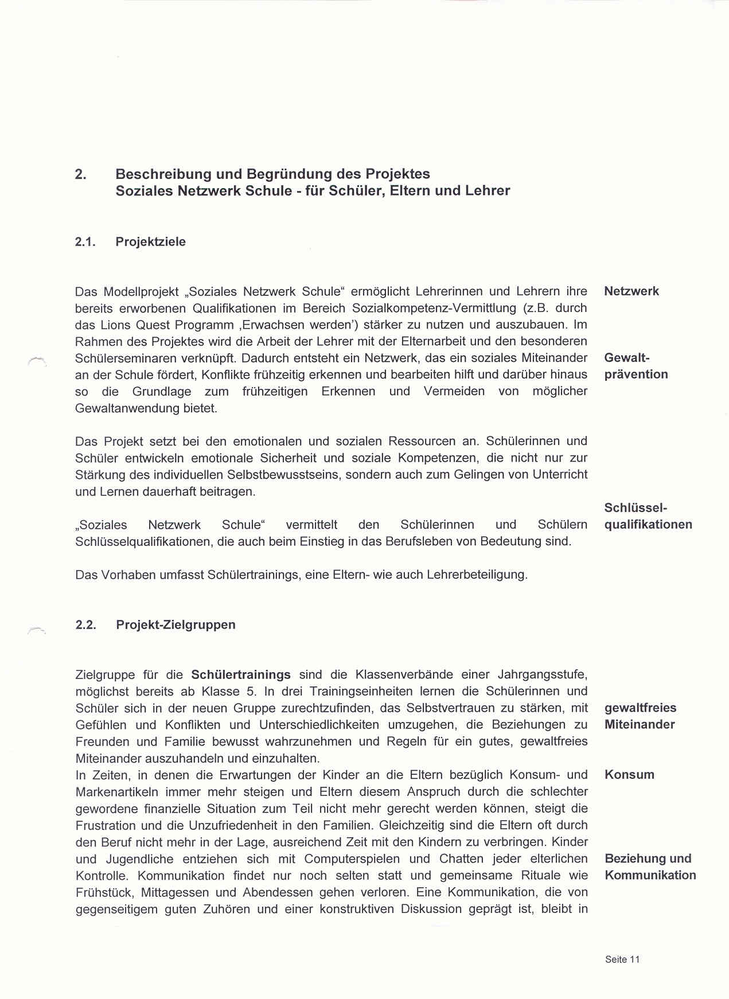 2. Beschreibung und Begründung des Projektes
Soziales Netzwerk Schule - für Schüler, Eltern und Lehrer
2.1. Projektziele
Das Modellprojekt „Soziales Netzwerk Schule“ ermöglicht Lehrerinnen und Lehrern ihre Netzwerk
bereits erworbenen Qualifikationen im Bereich Sozialkompetenz-Vermittlung (z.B. durch
das Lions Quest Programm ‚Erwachsen werden’) stärker zu nutzen und auszubauen. Im
Rahmen des Projektes wird die Arbeit der Lehrer mit der Elternarbeit und den besonderen
Schülerseminaren verknüpft. Dadurch entsteht ein Netzwerk, das ein soziales Miteinander Gewalt-
an der Schule fördert, Konflikte frühzeitig erkennen und bearbeiten hilft und darüber hinaus prävention
so die Grundlage zum frühzeitigen Erkennen und Vermeiden von möglicher
Gewaltanwendung bietet.
Das Projekt setzt bei den emotionalen und sozialen Ressourcen an. Schülerinnen und
Schüler entwickeln emotionale Sicherheit und soziale Kompetenzen, die nicht nur zur
Stärkung des individuellen Selbstbewusstseins, sondern auch zum Gelingen von Unterricht
und Lernen dauerhaft beitragen.
Schlüssel-
„Soziales Netzwerk Schule“ vermittelt den Schülerinnen und Schülern qualifikationen
Schlüsselqualifikationen, die auch beim Einstieg in das Berufsleben von Bedeutung sind.
Das Vorhaben umfasst Schülertrainings, eine Eltern- wie auch Lehrerbeteiligung.
2.2. Projekt-Zielgruppen
Zielgruppe für die Schülertrainings sind die Klassenverbände einer Jahrgangsstufe,
möglichst bereits ab Klasse 5. In drei Trainingseinheiten lernen die Schülerinnen und
Schüler sich in der neuen Gruppe zurechtzufinden, das Selbstvertrauen zu stärken, mit gewaltfreies
Gefühlen und Konflikten und Unterschiedlichkeiten umzugehen, die Beziehungen zu Miteinander
Freunden und Familie bewusst wahrzunehmen und Regeln für ein gutes, gewaltfreies
Miteinander auszuhandeln und einzuhalten.
In Zeiten, in denen die Erwartungen der Kinder an die Eltern bezüglich Konsum- und Konsum
Markenartikeln immer mehr steigen und Eltern diesem Anspruch durch die schlechter
gewordene finanzielle Situation zum Teil nicht mehr gerecht werden können, steigt die
Frustration und die Unzufriedenheit in den Familien. Gleichzeitig sind die Eltern oft durch
den Beruf nicht mehr in der Lage, ausreichend Zeit mit den Kindern zu verbringen. Kinder
und Jugendliche entziehen sich mit Computerspielen und Chatten jeder elterlichen Beziehung und
Kontrolle. Kommunikation findet nur noch selten statt und gemeinsame Rituale wie Kommunikation
Frühstück, Mittagessen und Abendessen gehen verloren. Eine Kommunikation, die von
gegenseitigem guten Zuhören und einer konstruktiven Diskussion geprägt ist, bleibt in
Seite 11